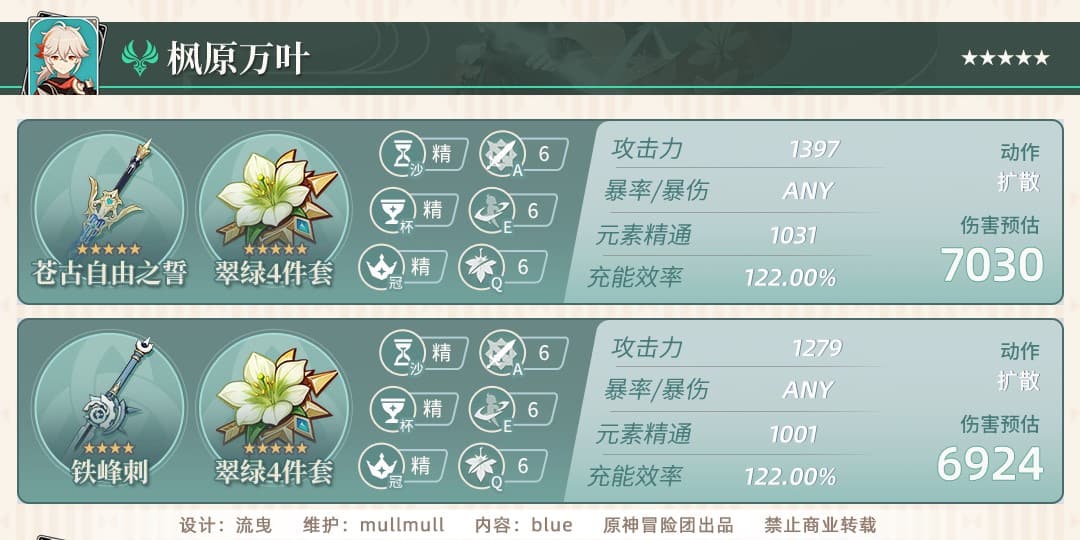 枫原万叶
苍古自由之誓
翠绿4件套
沙 精
A 6
杯 精
E 6
冠 精
Q 6
攻击力 1397
暴率/暴伤 ANY
元素精通 1031
充能效率 122.00%
动作
扩散
伤害预估
7030
铁峰刺
翠绿4件套
沙 精
A 6
杯 精
E 6
冠 精
Q 6
攻击力 1279
暴率/暴伤 ANY
元素精通 1001
充能效率 122.00%
动作
扩散
伤害预估
6924
设计：流曳 维护：mullmull 内容：blue 原神冒险团出品 禁止商业转载